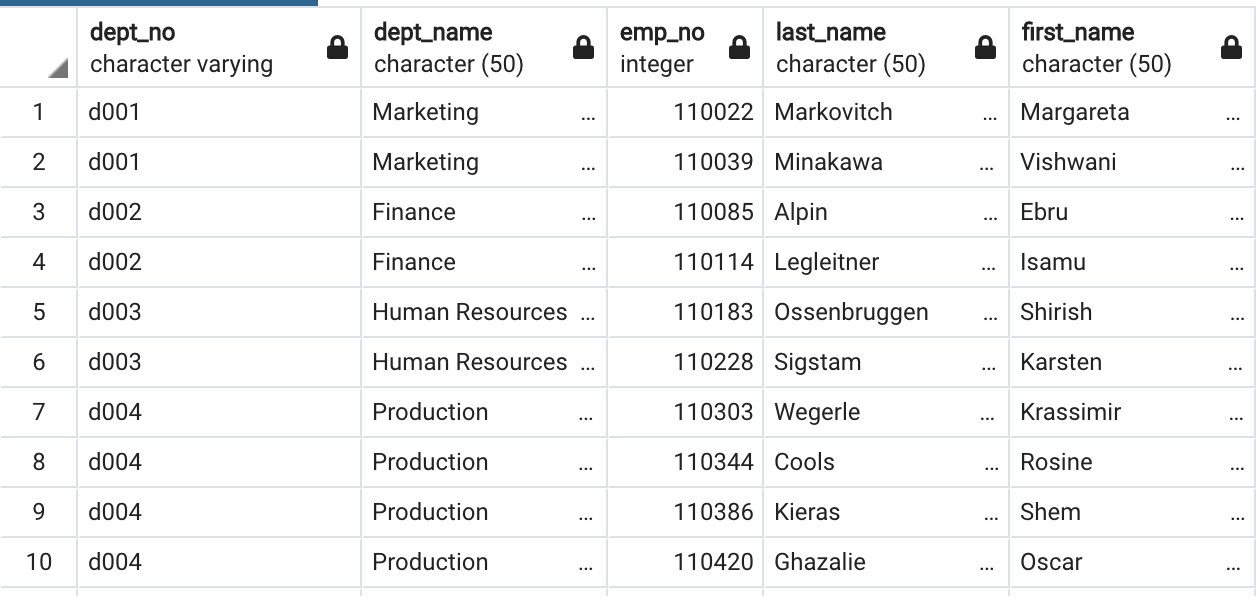 dept_no dept_name emp_no last_name first_name
character varying character (50) integer character (50) character (50)
1 d001 Marketing ... 110022 Markovitch ... Margareta ...
2 d001 Marketing ... 110039 Minakawa ... Vishwani ...
3 d002 Finance ... 110085 Alpin ... Ebru ...
4 d002 Finance ... 110114 Legleitner ... Isamu ...
5 d003 Human Resources ... 110183 Ossenbruggen ... Shirish ...
6 d003 Human Resources ... 110228 Sigstam ... Karsten ...
7 d004 Production ... 110303 Wegerle ... Krassimir ...
8 d004 Production ... 110344 Cools ... Rosine ...
9 d004 Production ... 110386 Kieras ... Shem ...
10 d004 Production ... 110420 Ghazalie ... Oscar ...